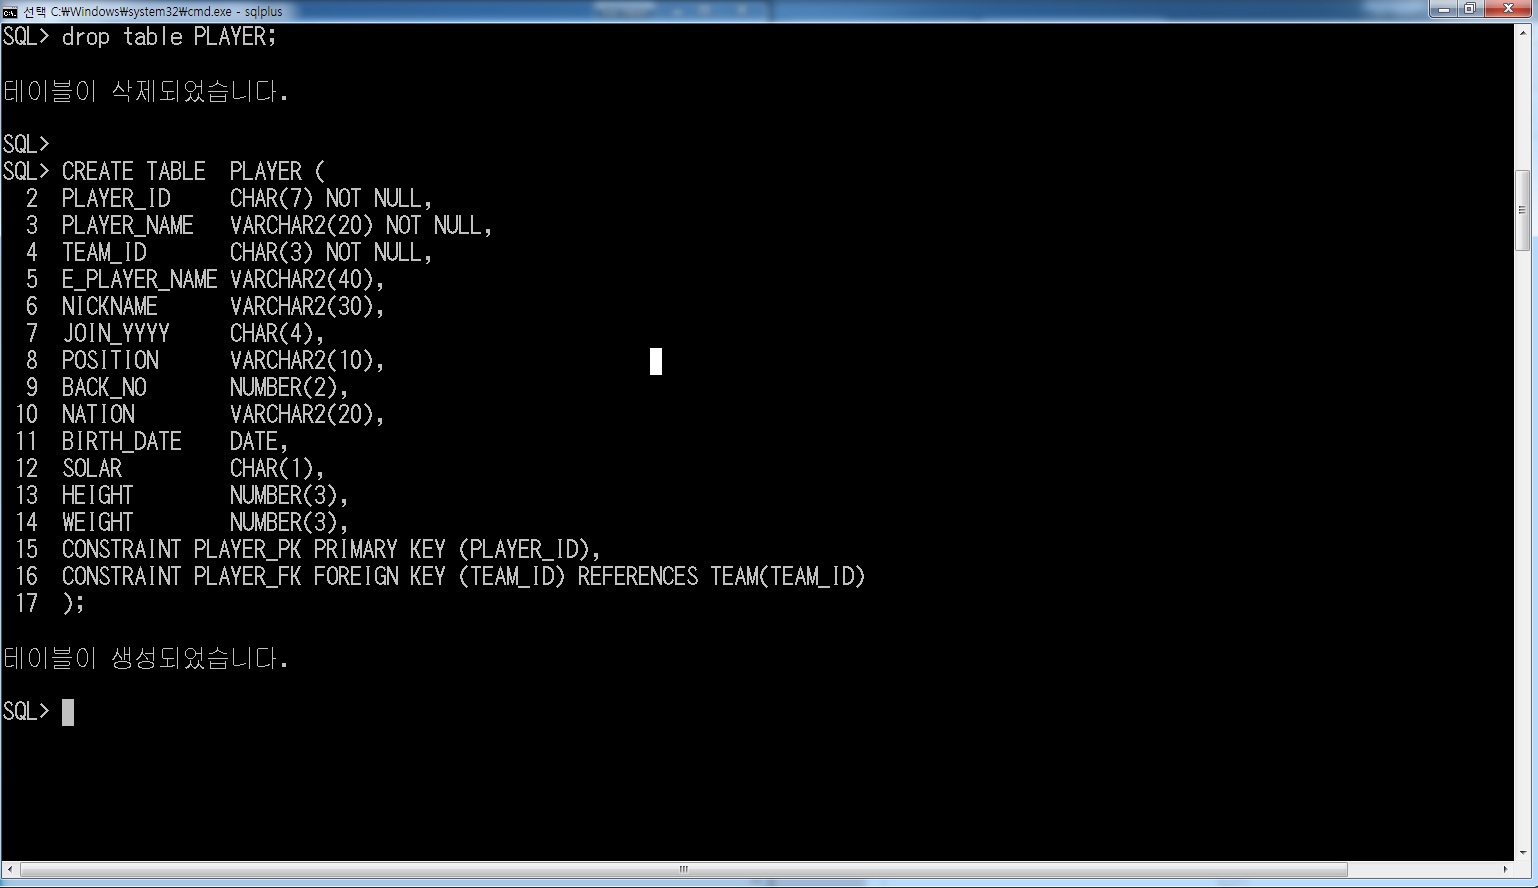 선택 C:₩Windows₩system32₩cmd.exe - sqlplus
SQL> drop table PLAYER;
테이블이 삭제되었습니다.
SQL>
SQL> CREATE TABLE  PLAYER (
  2  PLAYER_ID     CHAR(7) NOT NULL,
  3  PLAYER_NAME   VARCHAR2(20) NOT NULL,
  4  TEAM_ID       CHAR(3) NOT NULL,
  5  E_PLAYER_NAME VARCHAR2(40),
  6  NICKNAME      VARCHAR2(30),
  7  JOIN_YYYY     CHAR(4),
  8  POSITION      VARCHAR2(10),
  9  BACK_NO       NUMBER(2),
 10  NATION        VARCHAR2(20),
 11  BIRTH_DATE    DATE,
 12  SOLAR         CHAR(1),
 13  HEIGHT        NUMBER(3),
 14  WEIGHT        NUMBER(3),
 15  CONSTRAINT PLAYER_PK PRIMARY KEY (PLAYER_ID),
 16  CONSTRAINT PLAYER_FK FOREIGN KEY (TEAM_ID) REFERENCES TEAM(TEAM_ID)
 17  );
테이블이 생성되었습니다.
SQL>